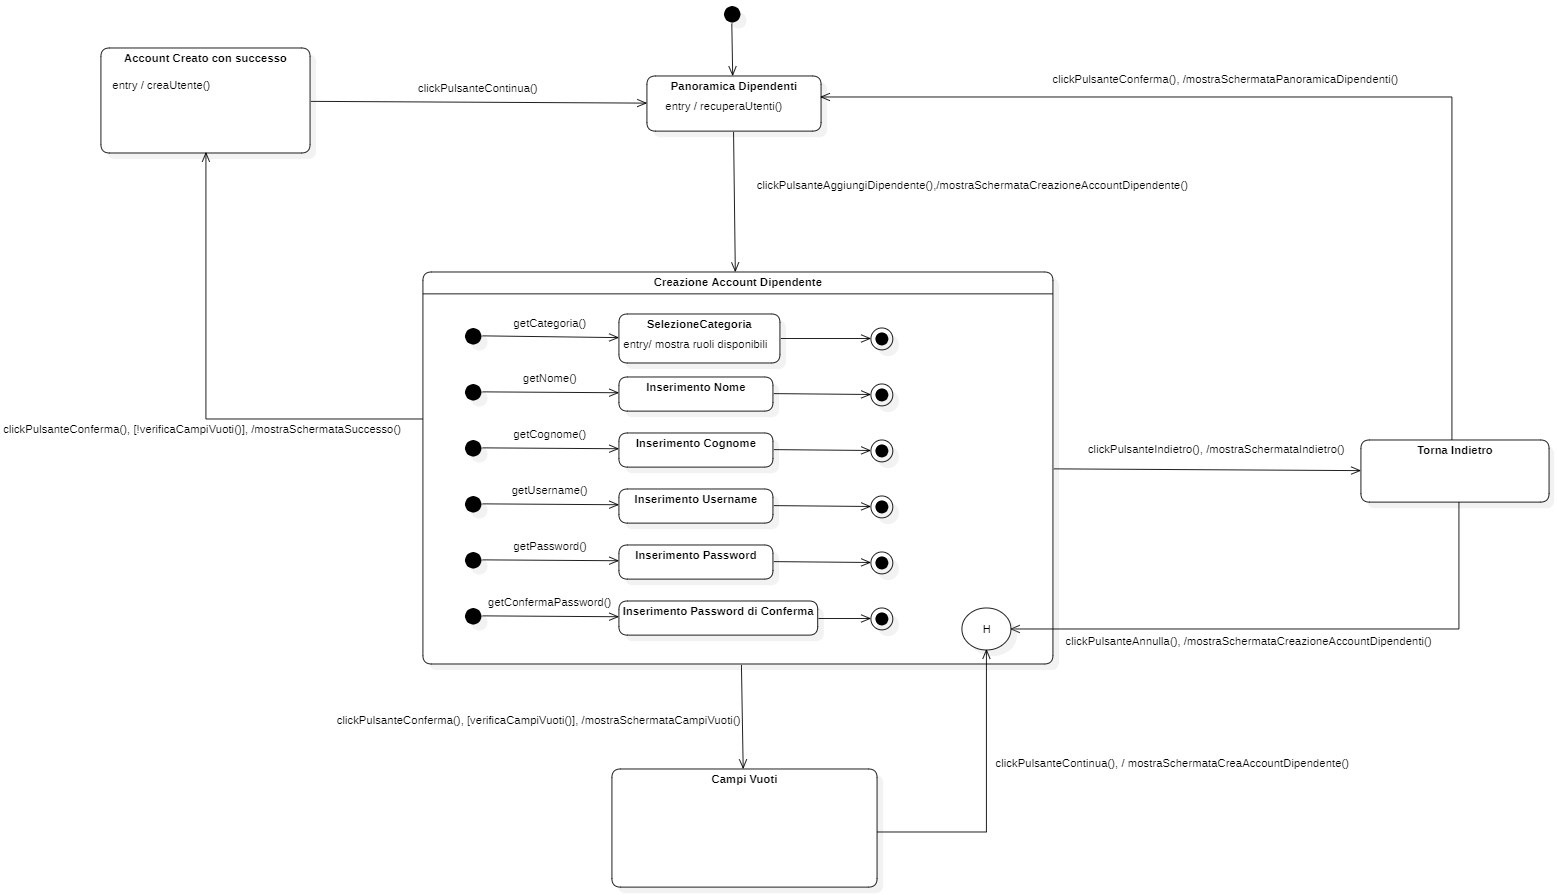 Account Creato con successo
entry / creaUtente()
clickPulsanteContinua()
Panoramica Dipendenti
entry / recuperaUtenti()
clickPulsanteConferma(), /mostraSchermataPanoramicaDipendenti()
clickPulsanteAggiungiDipendente(),/mostraSchermataCreazioneAccountDipendente()
Creazione Account Dipendente
getCategoria()
SelezioneCategoria
entry/ mostra ruoli disponibili
getNome()
Inserimento Nome
getCognome()
Inserimento Cognome
getUsername()
Inserimento Username
getPassword()
Inserimento Password
getConfermaPassword()
Inserimento Password di Conferma
H
clickPulsanteConferma(), [!verificaCampiVuoti()], /mostraSchermataSuccesso()
clickPulsanteIndietro(), /mostraSchermataIndietro()
Torna Indietro
clickPulsanteAnnulla(), /mostraSchermataCreazioneAccountDipendenti()
clickPulsanteConferma(), [verificaCampiVuoti()], /mostraSchermataCampiVuoti()
clickPulsanteContinua(), / mostraSchermataCreaAccountDipendente()
Campi Vuoti